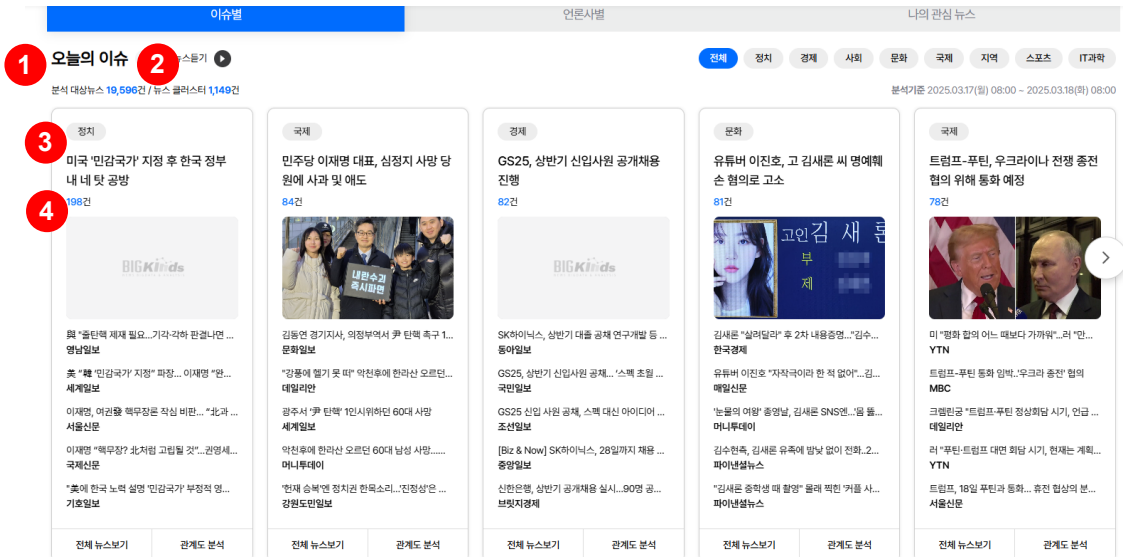 이슈별
언론사별
나의 관심 뉴스
1
오늘의 이슈
2
스듣기
전체 정치 경제 사회 문화 국제 지역 스포츠 IT과학
분석 대상뉴스 19,596건 / 뉴스 클러스터 1,149건
분석기준 2025.03.17(월) 08:00 ~ 2025.03.18(화) 08:00
3
정치
미국 '민감국가' 지정 후 한국 정부
내 네 탓 공방
4
198건
BIGKinds
與 "줄탄핵 제재 필요...기각·각하 판결나면 ...
영남일보
美 “韓 ‘민감국가’ 지정” 파장… 이재명 “완...
세계일보
이재명, 여권發 핵무장론 작심 비판… “北과 ...
서울신문
이재명 “핵무장? 北처럼 고립될 것”...권영세...
국제신문
"美에 한국 노력 설명 '민감국가' 부정적 영...
기호일보
전체 뉴스보기
관계도 분석
국제
민주당 이재명 대표, 심정지 사망 당
원에 사과 및 애도
84건
내란수괴
즉시파면
김동연 경기지사, 의정부역서 尹 탄핵 촉구 1...
문화일보
"강풍에 헬기 못 떠" 악천후에 한라산 오르던...
데일리안
광주서 '尹 탄핵' 1인시위하던 60대 사망
세계일보
악천후에 한라산 오르던 60대 남성 사망......
머니투데이
'헌재 승복'엔 정치권 한목소리…'진정성'은 ...
강원도민일보
전체 뉴스보기
관계도 분석
경제
GS25, 상반기 신입사원 공개채용
진행
82건
BIGKinds
SK하이닉스, 상반기 대졸 공채 연구개발 등 ...
동아일보
GS25, 상반기 신입사원 공채… ‘스펙 초월 ...
국민일보
GS25 신입 사원 공채, 스펙 대신 아이디어 ...
조선일보
[Biz & Now] SK하이닉스, 28일까지 채용 ...
중앙일보
신한은행, 상반기 공개채용 실시...90명 공...
브릿지경제
전체 뉴스보기
관계도 분석
문화
유튜버 이진호, 고 김새론 씨 명예훼
손 혐의로 고소
81건
고인 김 새 론
부
제
김새론 "살려달라" 후 2차 내용증명..."김수...
한국경제
유튜버 이진호 "자작극이라 한 적 없어"...김...
매일신문
'눈물의 여왕' 종영날, 김새론 SNS엔…'몸 뚫...
머니투데이
김수현측, 김새론 유족에 밤낮 없이 전화..2...
파이낸셜뉴스
"김새론 중학생 때 촬영" 몰래 찍힌 '커플 사...
파이낸셜뉴스
전체 뉴스보기
관계도 분석
국제
트럼프-푸틴, 우크라이나 전쟁 종전
협의 위해 통화 예정
78건
미 "평화 합의 어느 때보다 가까워"...러 "만...
YTN
트럼프-푸틴 통화 임박..'우크라 종전' 협의
MBC
크렘린궁 "트럼프·푸틴 정상회담 시기, 언급 ...
데일리안
러 "푸틴·트럼프 대면 회담 시기, 현재는 계획...
YTN
트럼프, 18일 푸틴과 통화… 휴전 협상의 분...
서울신문
전체 뉴스보기
관계도 분석